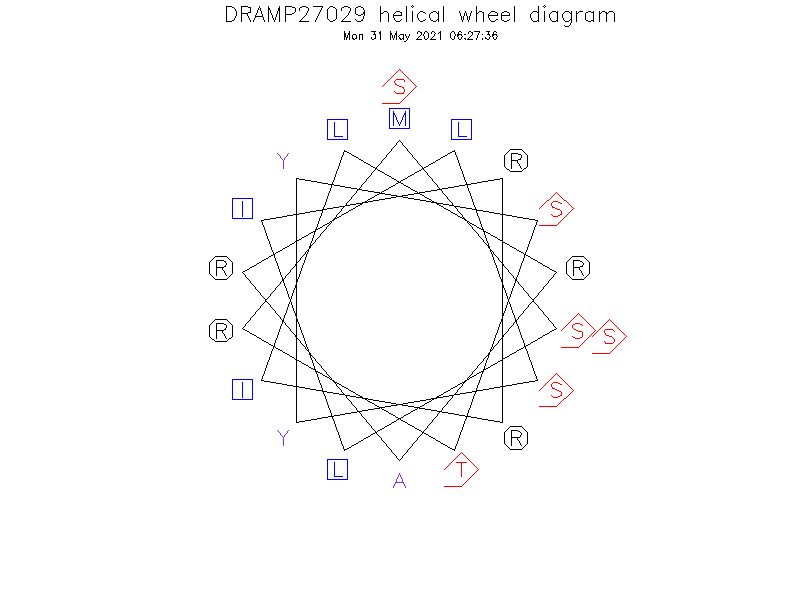 DRAMP27029 helical wheel diagram
Mon 31 May 2021 06:27:36
S
L M L
Y R
I S
R R
R S S
I S
Y R
L T
A